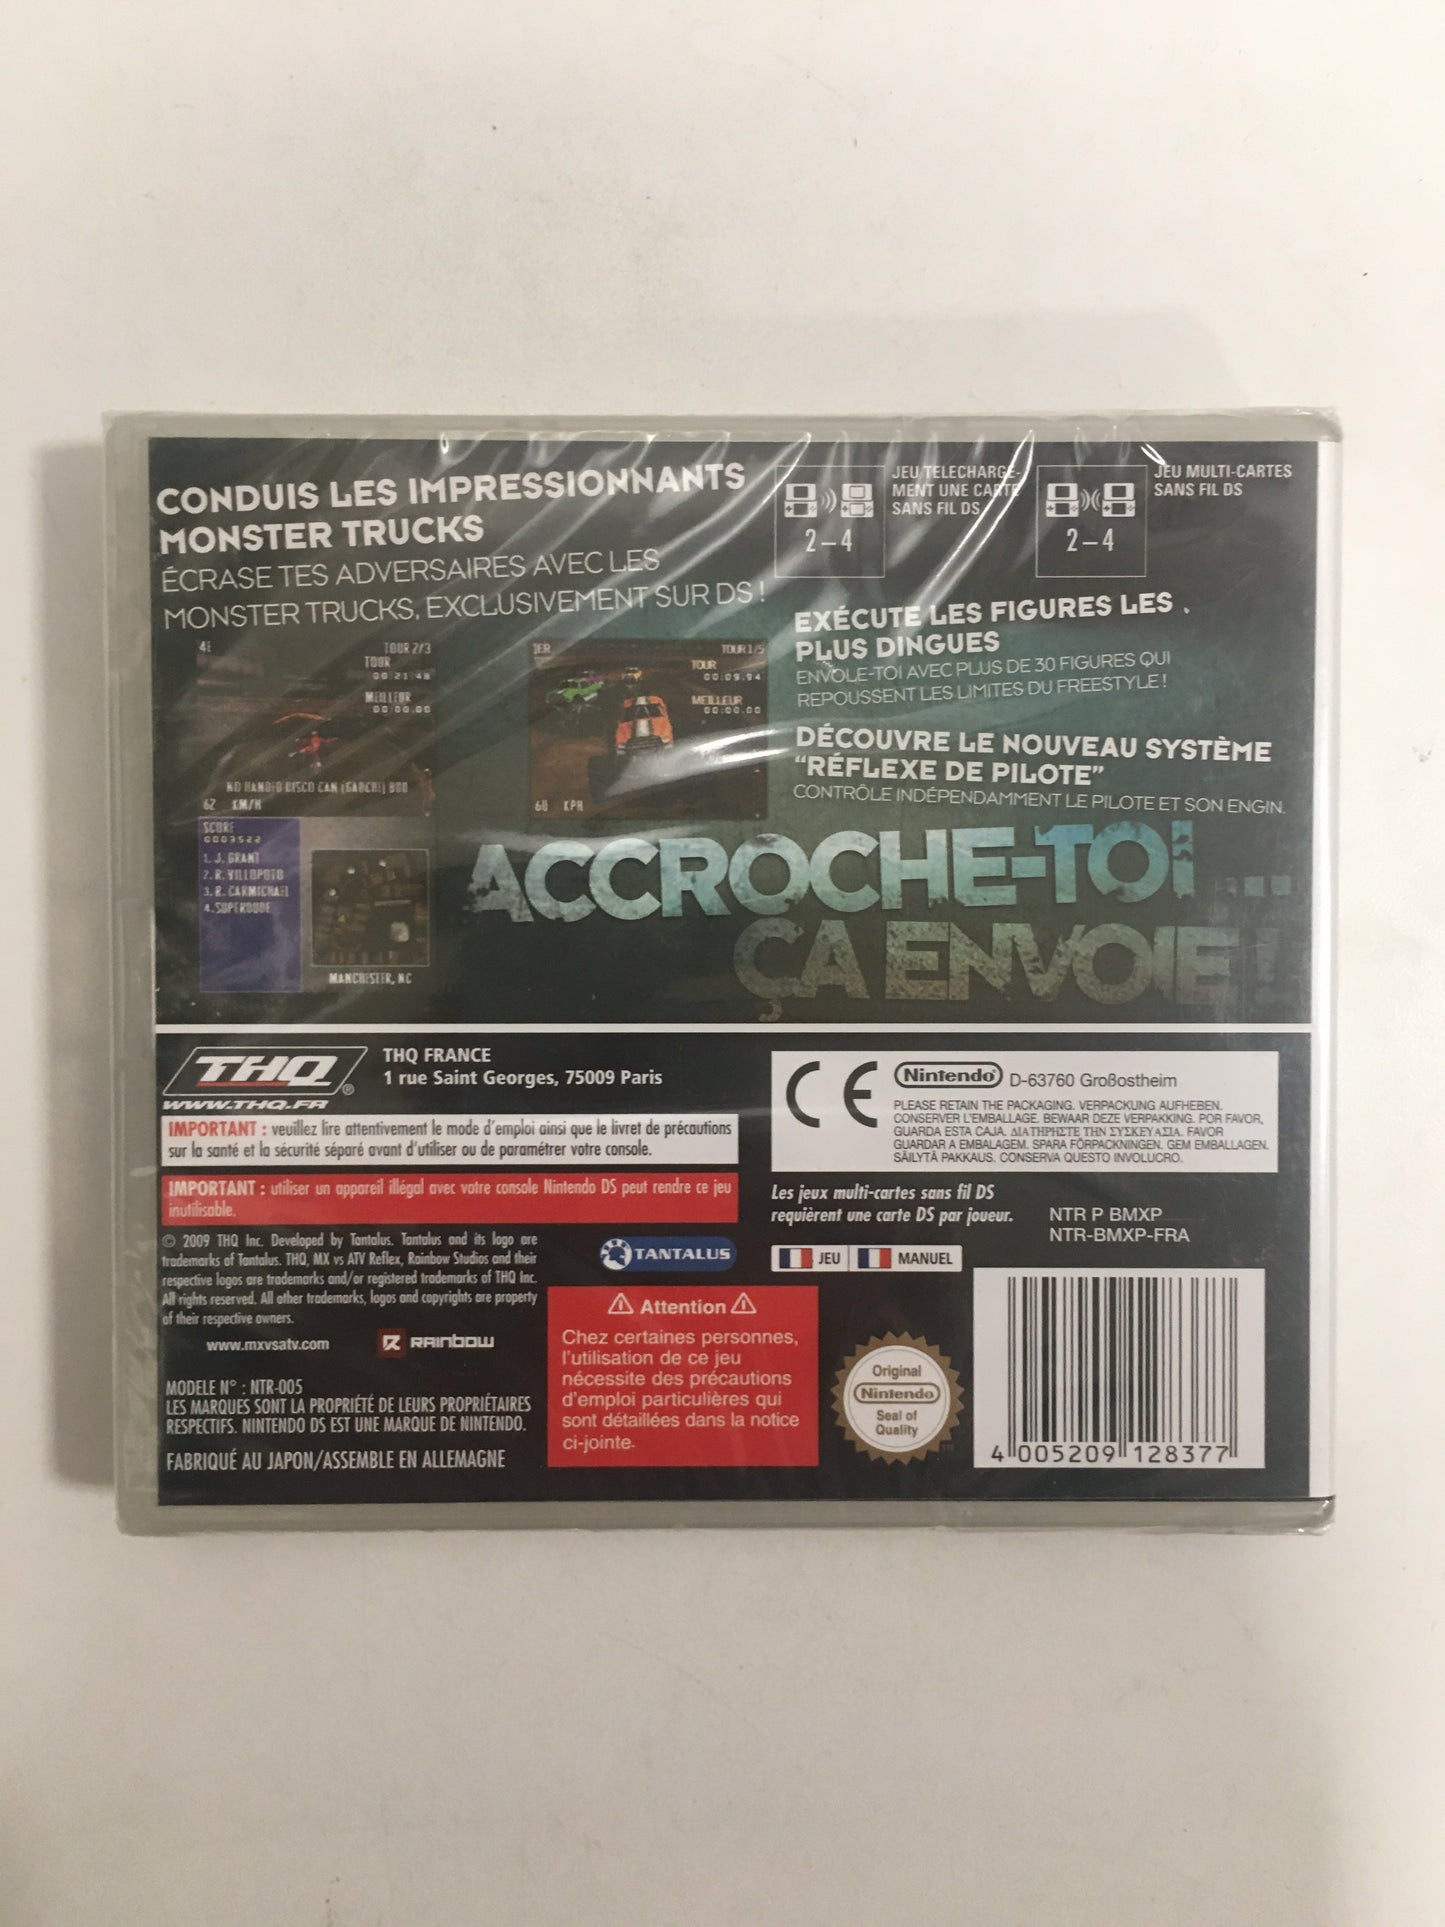 CONDUIS LES IMPRESSIONNANTS
MONSTER TRUCKS
ÉCRASE TES ADVERSAIRES AVEC LES
MONSTER TRUCKS, EXCLUSIVEMENT SUR DS !
JEU TELECHARGE-
MENT UNE CARTE
SANS FIL DS
2–4
JEU MULTI-CARTES
SANS FIL DS
2–4
TOUR 2/3
TOUR
00:21.48
MEILLEUR
00:00.00
62 KM/H
1ER
TOUR 1/5
TOUR
00:09.94
MEILLEUR
00:00.00
60 KPH
SCORE
0003522
1. J. GRANT
2. R. VILLOPOTO
3. R. CARMICHAEL
4. SUPERDUDE
MANCHESTER, NC
EXÉCUTE LES FIGURES LES
PLUS DINGUES
ENVOLE-TOI AVEC PLUS DE 30 FIGURES QUI
REPOUSSENT LES LIMITES DU FREESTYLE !
DÉCOUVRE LE NOUVEAU SYSTÈME
“RÉFLEXE DE PILOTE”
CONTRÔLE INDÉPENDAMMENT LE PILOTE ET SON ENGIN.
ACCROCHE-TOI ...
ÇA ENVOIE !
THQ®
WWW.THQ.FR
THQ FRANCE
1 rue Saint Georges, 75009 Paris
IMPORTANT : veuillez lire attentivement le mode d'emploi ainsi que le livret de précautions
sur la santé et la sécurité séparé avant d'utiliser ou de paramétrer votre console.
IMPORTANT : utiliser un appareil illégal avec votre console Nintendo DS peut rendre ce jeu
inutilisable.
© 2009 THQ Inc. Developed by Tantalus. Tantalus and its logo are
trademarks of Tantalus. THQ, MX vs ATV Reflex, Rainbow Studios and their
respective logos are trademarks and/or registered trademarks of THQ Inc.
All rights reserved. All other trademarks, logos and copyrights are property
of their respective owners.
www.mxvsatv.com
RAINBOW
TANTALUS
MODELE N° : NTR-005
LES MARQUES SONT LA PROPRIÉTÉ DE LEURS PROPRIÉTAIRES
RESPECTIFS. NINTENDO DS EST UNE MARQUE DE NINTENDO.
FABRIQUÉ AU JAPON/ASSEMBLE EN ALLEMAGNE
Attention
Chez certaines personnes,
l'utilisation de ce jeu
nécessite des précautions
d'emploi particulières qui
sont détaillées dans la notice
ci-jointe.
CE
Nintendo® D-63760 Großostheim
PLEASE RETAIN THE PACKAGING. VERPACKUNG AUFHEBEN.
CONSERVER L'EMBALLAGE. BEWAAR DEZE VERPAKKING. POR FAVOR,
GUARDA ESTA CAJA. ΔΙΑΤΗΡΗΣΤΕ ΤΗΝ ΣΥΣΚΕΥΑΣΙΑ. FAVOR
GUARDAR A EMBALAGEM. SPARA FÖRPACKNINGEN. GEM EMBALLAGEN.
SÄILYTÄ PAKKAUS. CONSERVA QUESTO INVOLUCRO.
Les jeux multi-cartes sans fil DS
requièrent une carte DS par joueur.
NTR P BMXP
NTR-BMXP-FRA
JEU
MANUEL
Original
Nintendo®
Seal of
Quality
4 005209 128377